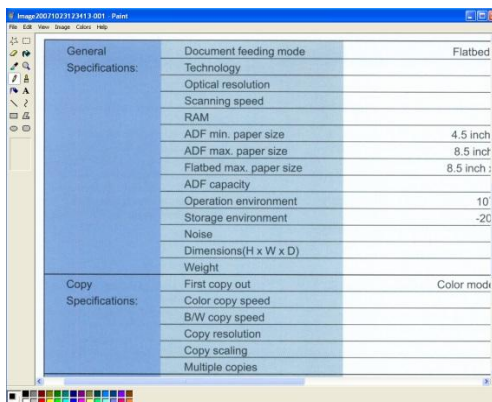 Image20071023123413-001 - Paint
File Edit View Image Colors Help
General Specifications:
Document feeding mode Flatbed
Technology
Optical resolution
Scanning speed
RAM
ADF min. paper size 4.5 inch
ADF max. paper size 8.5 inch
Flatbed max. paper size 8.5 inch
ADF capacity
Operation environment 10
Storage environment -20
Noise
Dimensions(H x W x D)
Weight
Copy Specifications:
First copy out Color mode
Color copy speed
B/W copy speed
Copy resolution
Copy scaling
Multiple copies